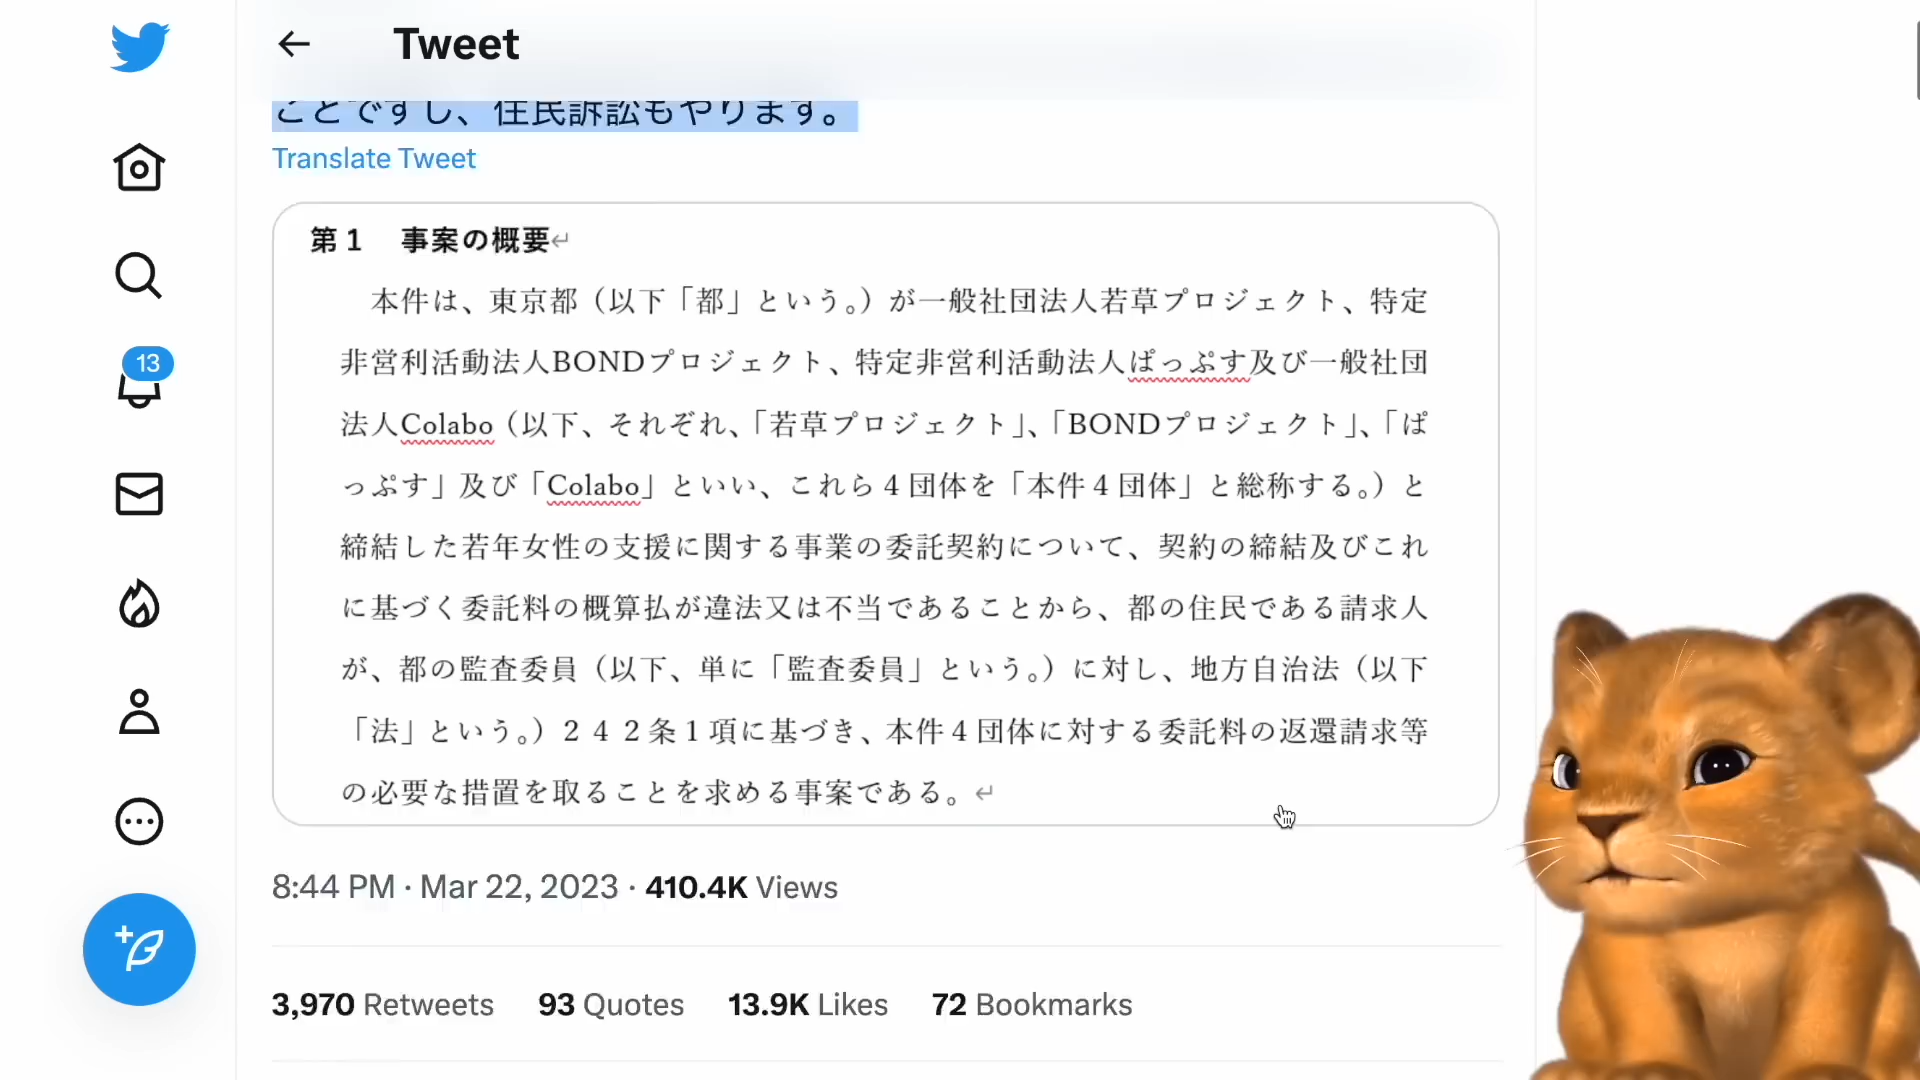 Tweet
ことですし、住民訴訟もやります。
Translate Tweet
第1　事案の概要↵
本件は、東京都（以下「都」という。）が一般社団法人若草プロジェクト、特定
非営利活動法人BONDプロジェクト、特定非営利活動法人ぱっぷす及び一般社団
法人Colabo（以下、それぞれ、「若草プロジェクト」、「BONDプロジェクト」、「ぱ
っぷす」及び「Colabo」といい、これら４団体を「本件４団体」と総称する。）と
締結した若年女性の支援に関する事業の委託契約について、契約の締結及びこれ
に基づく委託料の概算払が違法又は不当であることから、都の住民である請求人
が、都の監査委員（以下、単に「監査委員」という。）に対し、地方自治法（以下
「法」という。）２４２条１項に基づき、本件４団体に対する委託料の返還請求等
の必要な措置を取ることを求める事案である。↵
13
8:44 PM · Mar 22, 2023 · 410.4K Views
3,970 Retweets 93 Quotes 13.9K Likes 72 Bookmarks